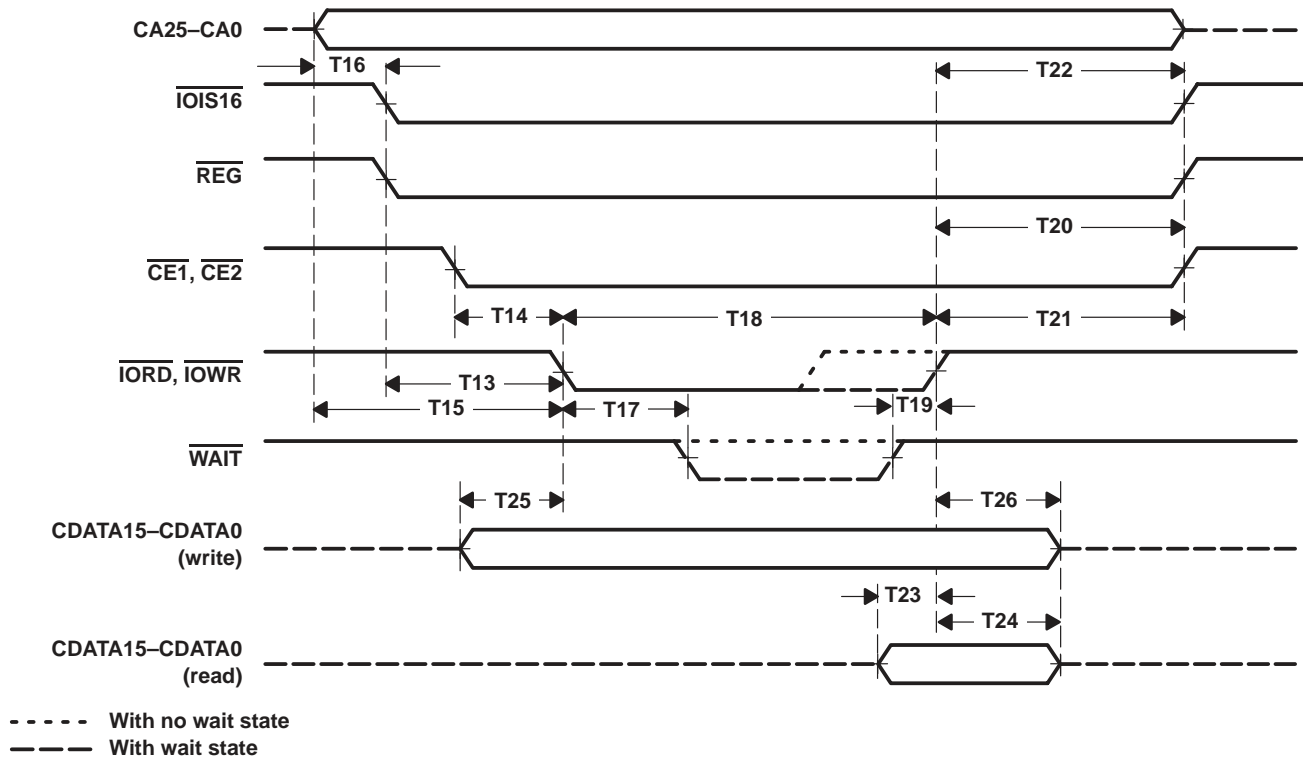 CA25–CA0
T16
T22
IOIS16
REG
T20
CE1, CE2
T14
T18
T21
IORD, IOWR
T13
T19
T15
T17
WAIT
T25
T26
CDATA15–CDATA0
(write)
T23
T24
CDATA15–CDATA0
(read)
With no wait state
With wait state